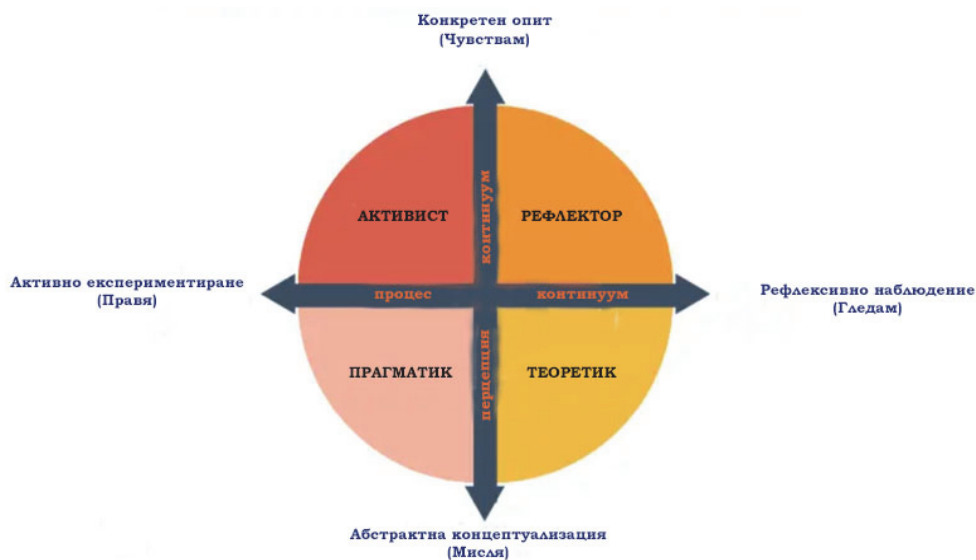 Конкретен опит
(Чувствам)
континуум
АКТИВИСТ
РЕФЛЕКТОР
Активно експериментиране
(Правя)
процес
континуум
Рефлексивно наблюдение
(Гледам)
перцепция
ПРАГМАТИК
ТЕОРЕТИК
Абстрактна концептуализация
(Мисля)